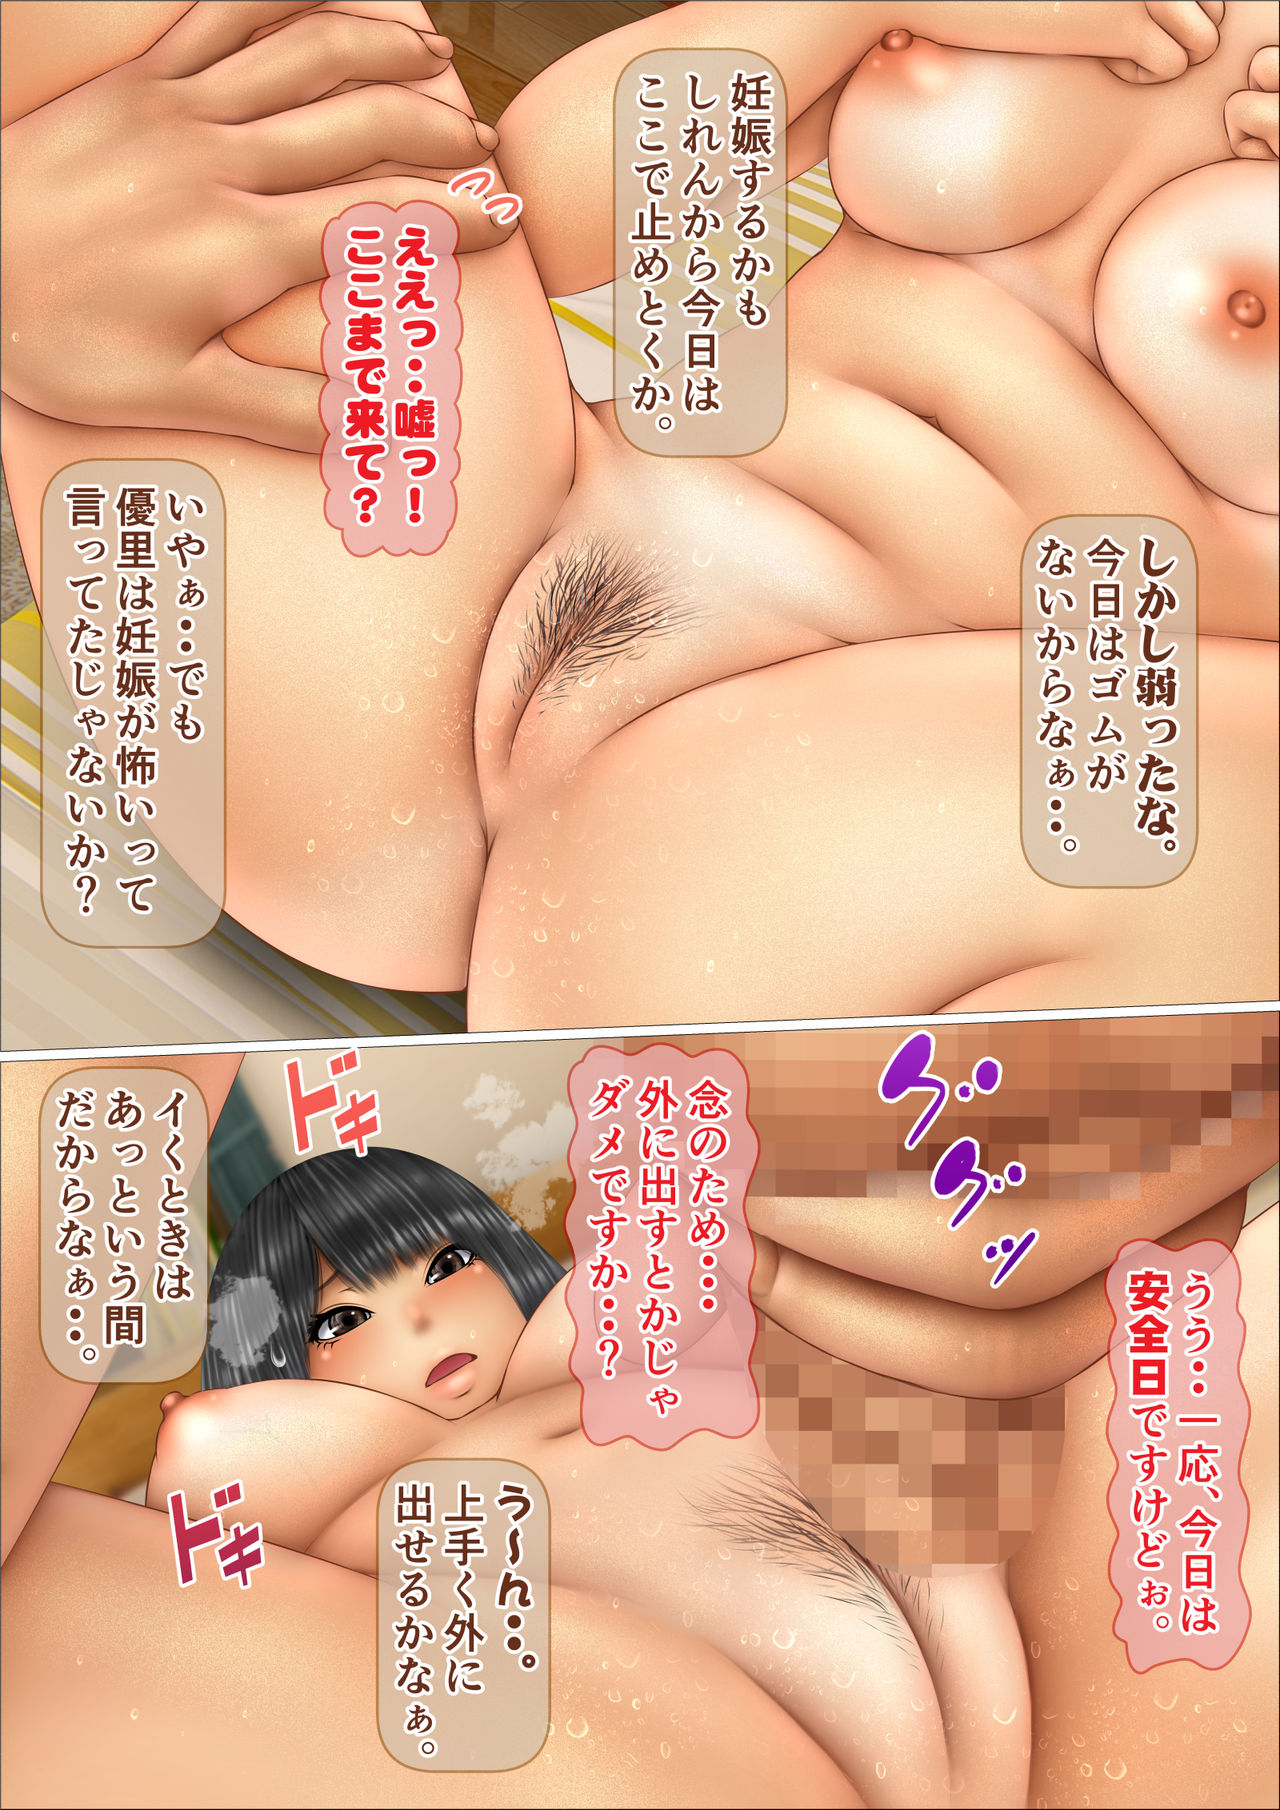 しかし弱ったな。
今日はゴムが
ないからなぁ・・・。
妊娠するかも
しれんから今日は
ここで止めとくか。
ええっ・・嘘っ！
ここまで来て？
いやぁ・・でも
優里は妊娠が怖いって
言ってたじゃないか？
うう・・一応、今日は
安全日ですけどぉ。
グッ
グッ
念のため・・・
外に出すとかじゃ
ダメですか・・・？
う～ん・・。
上手く外に
出せるかなぁ。
ドキ
ドキ
イくときは
あっという間
だからなぁ・・・。